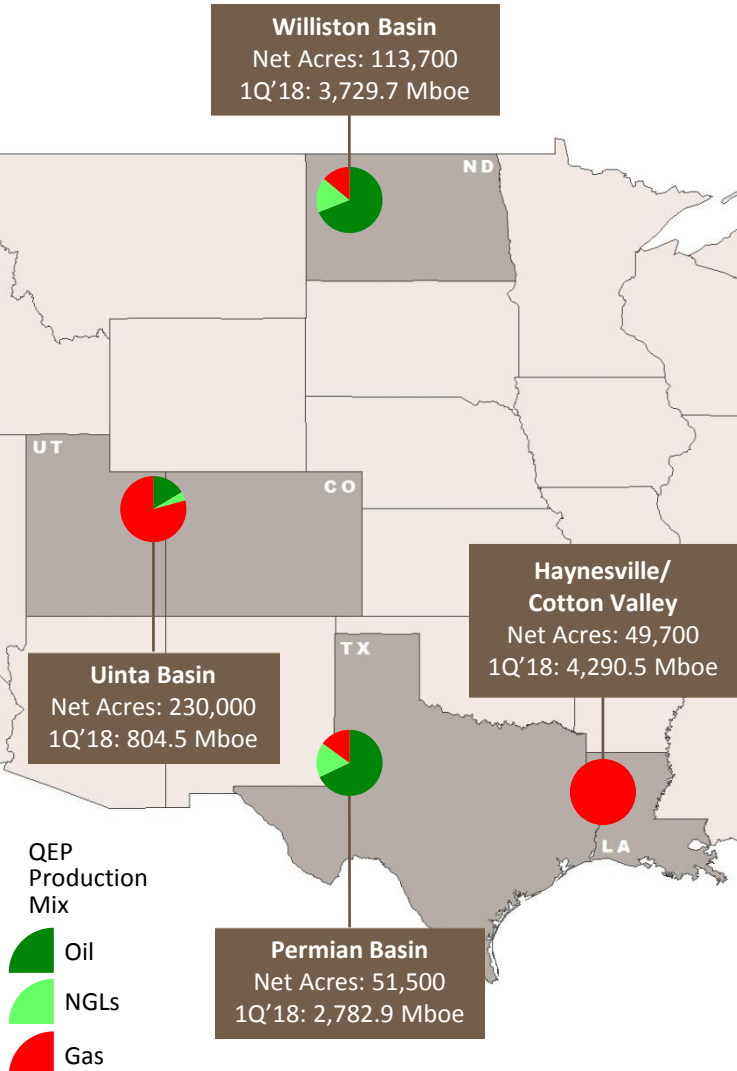 Williston Basin
Net Acres: 113,700
1Q’18: 3,729.7 Mboe
ND
UT
CO
Haynesville/
Cotton Valley
Net Acres: 49,700
1Q’18: 4,290.5 Mboe
TX
Uinta Basin
Net Acres: 230,000
1Q’18: 804.5 Mboe
LA
QEP
Production
Mix
Oil
NGLs
Gas
Permian Basin
Net Acres: 51,500
1Q’18: 2,782.9 Mboe